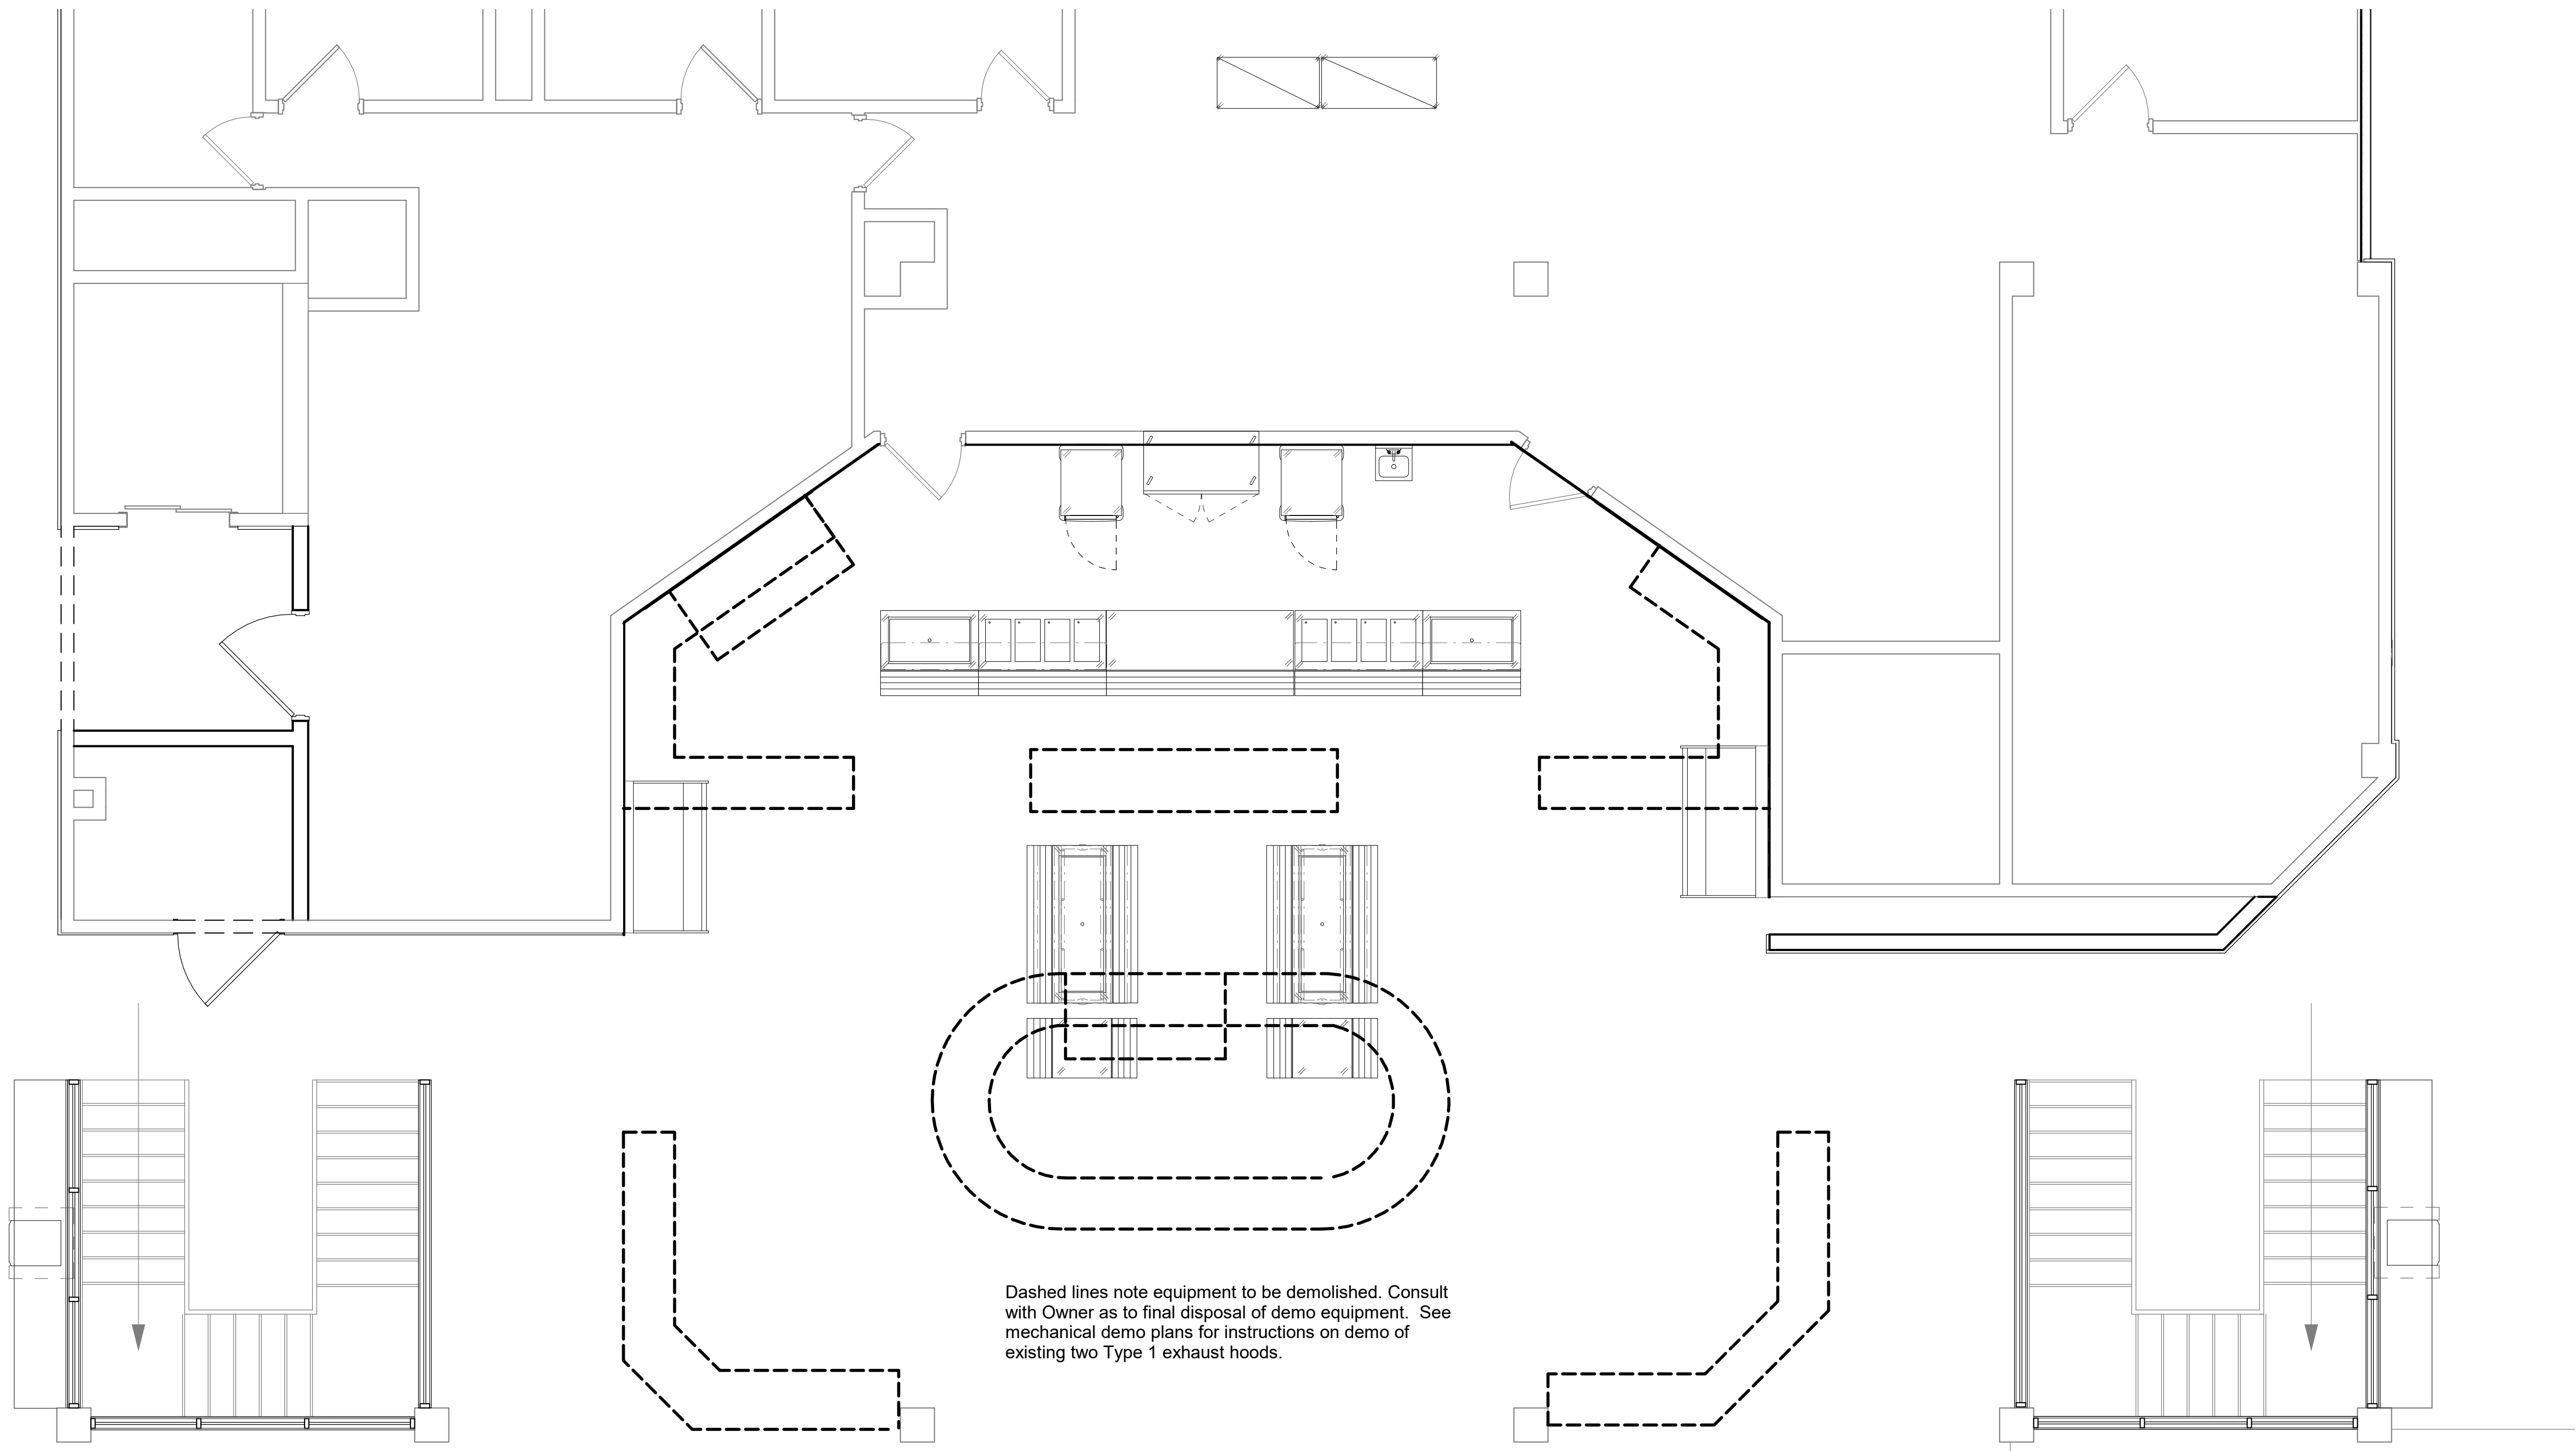 Dashed lines note equipment to be demolished. Consult
with Owner as to final disposal of demo equipment.  See
mechanical demo plans for instructions on demo of
existing two Type 1 exhaust hoods.